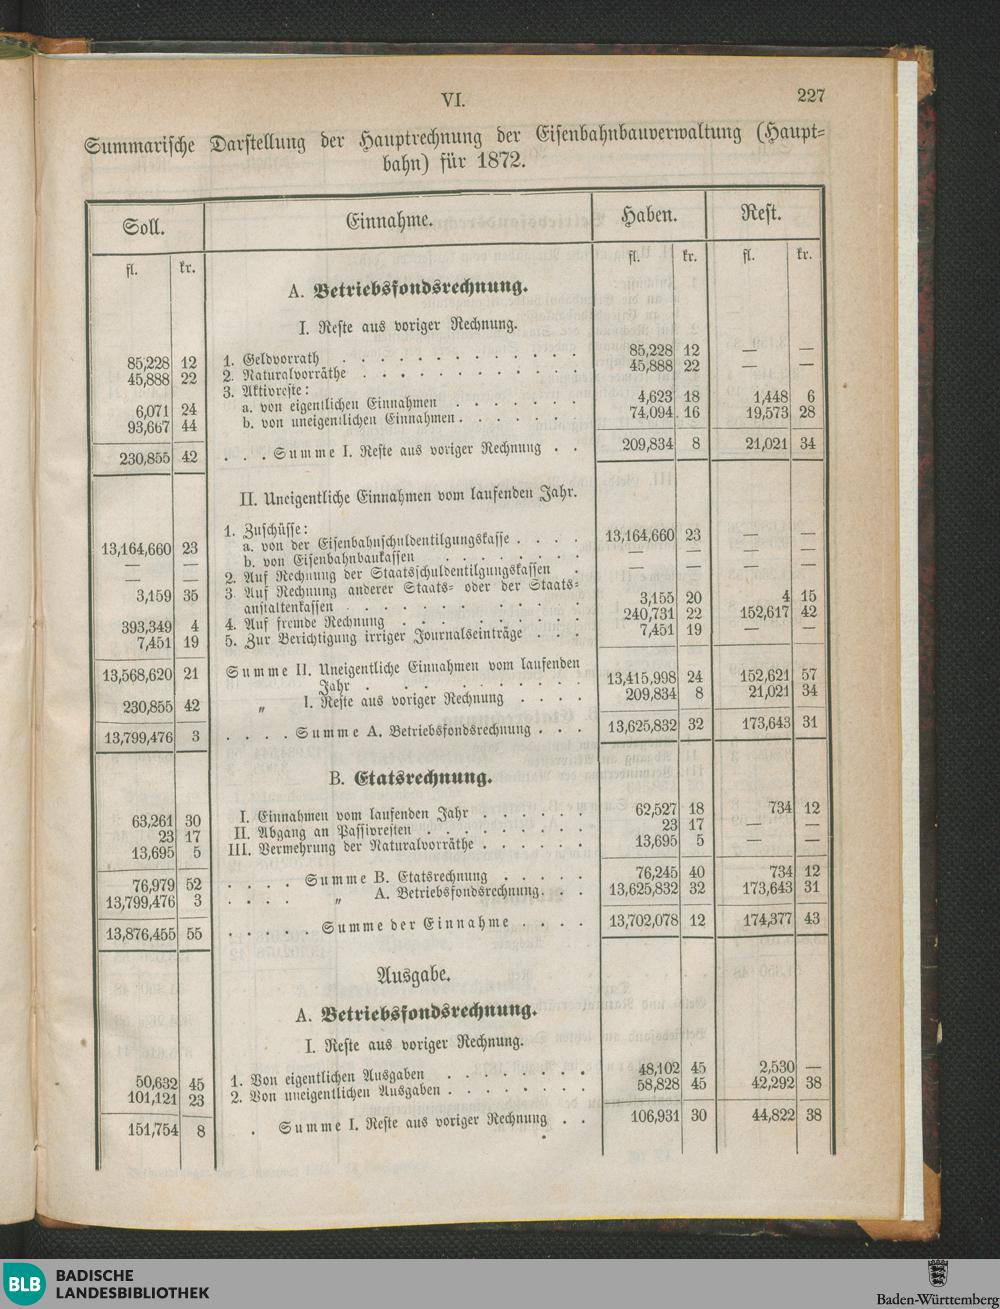 VI.
227
Summarische Darstellung der Hauptrechnung der Eisenbahnbauverwaltung (Haupt=
bahn) für 1872.
Soll. Einnahme. Haben. Rest.
fl. kr. fl. kr. fl. kr.
A. Betriebsfondsrechnung.
I. Reste aus voriger Rechnung.
85,228 12 1. Geldvorrath . . . . . . . . . . . . 85,228 12 — —
45,888 22 2. Naturalvorräthe . . . . . . . . . . . 45,888 22 — —
3. Aktivreste:
6,071 24 a. von eigentlichen Einnahmen . . . . . . . 4,623 18 1,448 6
93,667 44 b. von uneigentlichen Einnahmen . . . . . . . 74,094 16 19,573 28
230,855 42 . . . Summe I. Reste aus voriger Rechnung . . 209,834 8 21,021 34
II. Uneigentliche Einnahmen vom laufenden Jahr.
1. Zuschüsse:
13,164,660 23 a. von der Eisenbahnschuldentilgungskasse . . . . 13,164,660 23 — —
— — b. von Eisenbahnbaukassen . . . . . . . — — — —
— — 2. Auf Rechnung der Staatsschuldentilgungskassen . — — — —
3. Auf Rechnung anderer Staats= oder der Staats=
3,159 35 anstaltenkassen . . . . . . . . . . 3,155 20 4 15
393,349 4 4. Auf fremde Rechnung . . . . . . . . 240,731 22 152,617 42
7,451 19 5. Zur Berichtigung irriger Journalseinträge . . . 7,451 19 — —
Summe II. Uneigentliche Einnahmen vom laufenden
13,568,620 21 Jahr . . . . . . . . . 13,415,998 24 152,621 57
230,855 42 „ I. Reste aus voriger Rechnung . . . . 209,834 8 21,021 34
13,799,476 3 . . . . Summe A. Betriebsfondsrechnung . . . 13,625,832 32 173,643 31
B. Etatsrechnung.
63,261 30 I. Einnahmen vom laufenden Jahr . . . . . . 62,527 18 734 12
23 17 II. Abgang an Passivresten . . . . . . . . 23 17 — —
13,695 5 III. Vermehrung der Naturalvorräthe . . . . . . 13,695 5 — —
76,979 52 . . . . Summe B. Etatsrechnung . . . . . 76,245 40 734 12
13,799,476 3 . . . . „ A. Betriebsfondsrechnung . . . 13,625,832 32 173,643 31
13,876,455 55 . . . . . Summe der Einnahme . . . . 13,702,078 12 174,377 43
Ausgabe.
A. Betriebsfondsrechnung.
I. Reste aus voriger Rechnung.
50,632 45 1. Von eigentlichen Ausgaben . . . . . . . . 48,102 45 2,530 —
101,121 23 2. Von uneigentlichen Ausgaben . . . . . . . 58,828 45 42,292 38
151,754 8 . Summe I. Reste aus voriger Rechnung . . 106,931 30 44,822 38
BLB BADISCHE
LANDESBIBLIOTHEK
Baden-Württemberg